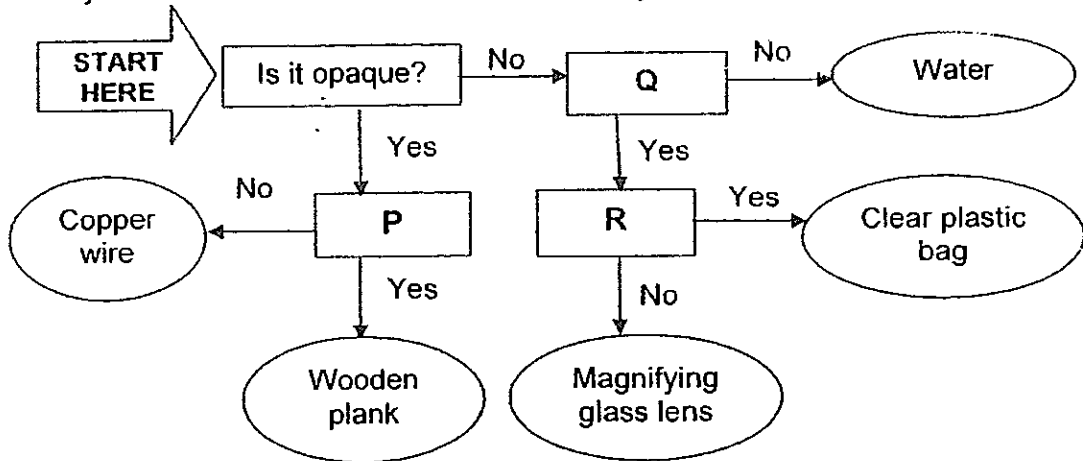 START
HERE
Is it opaque?
No
Q
No
Water
Yes
Yes
No
Copper
wire
P
R
Yes
Clear plastic
bag
Yes
No
Wooden
plank
Magnifying
glass lens